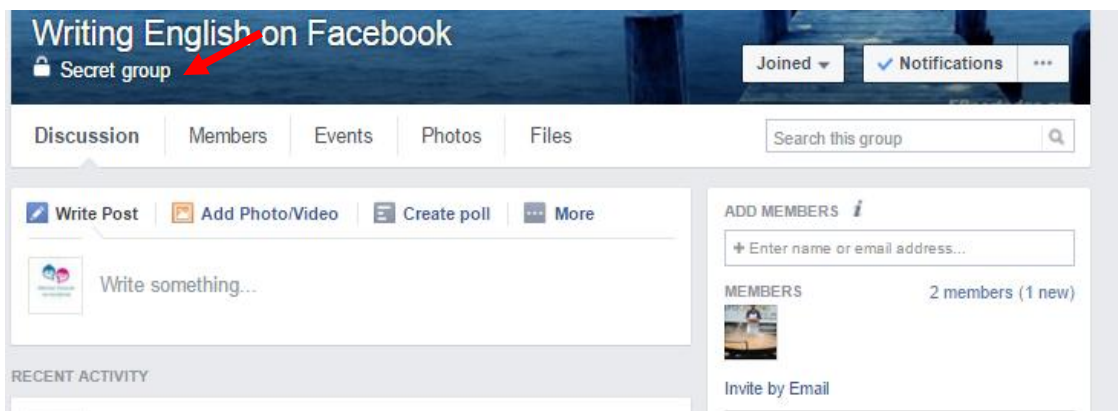 Writing English on Facebook
Secret group
Joined
Notifications
Discussion Members Events Photos Files
Search this group
Write Post Add Photo/Video Create poll More
Write something...
ADD MEMBERS i
+ Enter name or email address...
MEMBERS 2 members (1 new)
RECENT ACTIVITY
Invite by Email